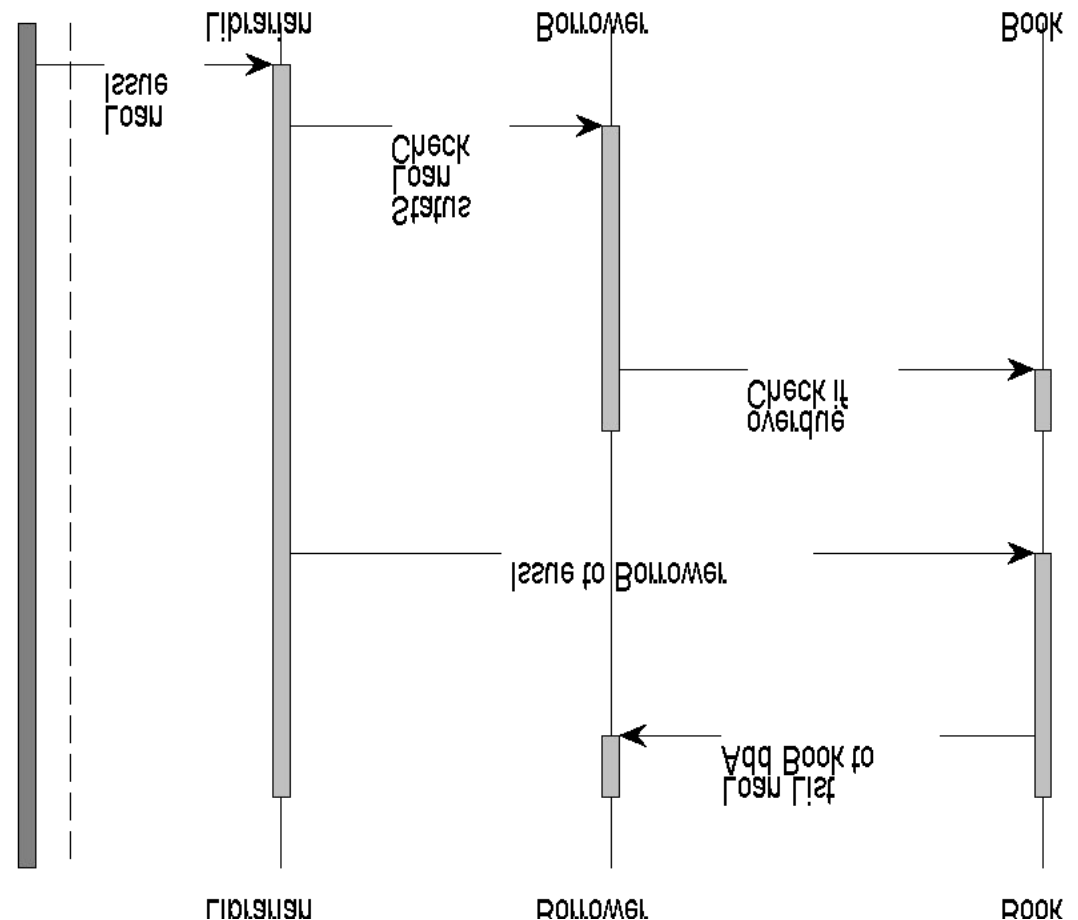 Librarian
Borrower
Book
Issue
Loan
Check
Loan
Status
Check if
overdue
Issue to Borrower
Add Book to
Loan List
Librarian
Borrower
Book